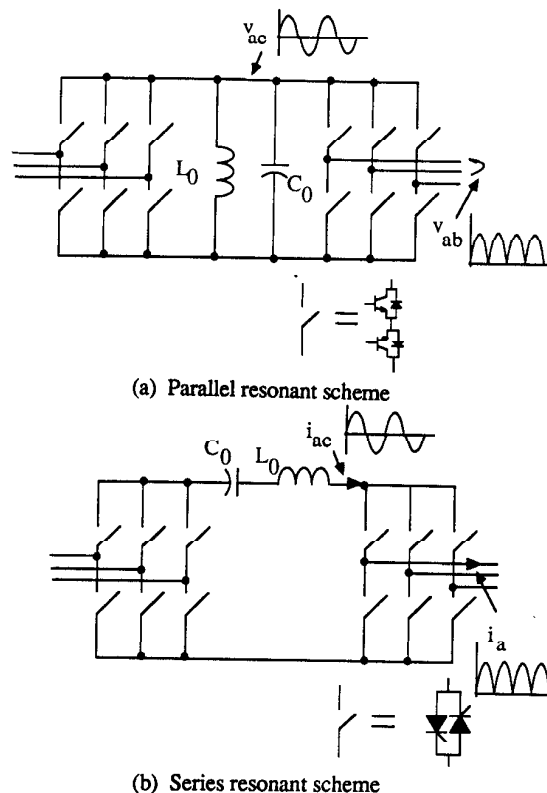 v_ac
L_0
C_0
v_ab
=
(a) Parallel resonant scheme
i_ac
C_0
L_0
i_a
=
(b) Series resonant scheme